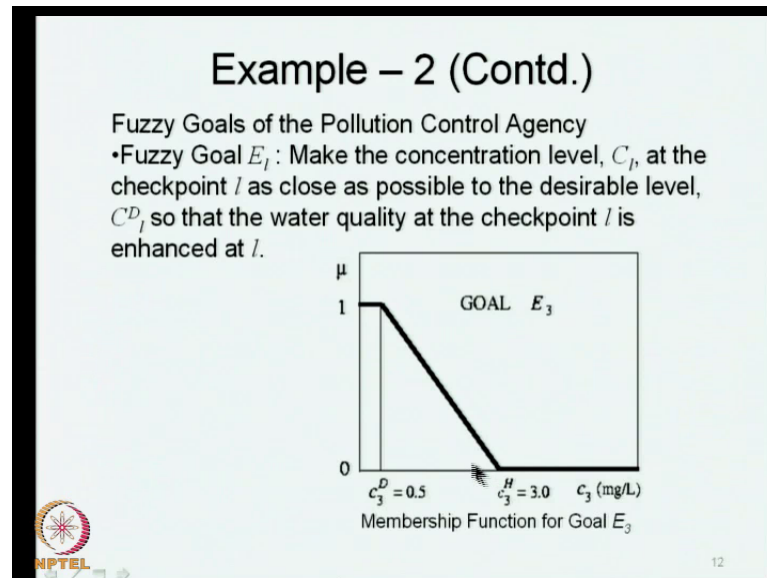 Example – 2 (Contd.)
Fuzzy Goals of the Pollution Control Agency
•Fuzzy Goal E_l : Make the concentration level, C_l, at the
checkpoint l as close as possible to the desirable level,
C^D_l so that the water quality at the checkpoint l is
enhanced at l.
μ
1
GOAL E_3
0
c_3^D = 0.5
c_3^H = 3.0
c_3 (mg/L)
Membership Function for Goal E_3
NPTEL
12